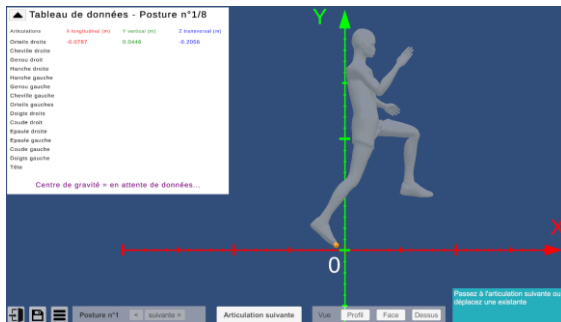 Tableau de données - Posture n°1/8
Articulations X longitudinal (m) Y vertical (m) Z transversal (m)
Orteils droits -0.0787 0.0446 -0.2056
Cheville droite
Genou droit
Hanche droite
Hanche gauche
Genou gauche
Cheville gauche
Orteils gauches
Doigts droits
Coude droit
Epaule droite
Epaule gauche
Coude gauche
Doigts gauche
Tête
Centre de gravité = en attente de données...
Y
X
0
Passez à l'articulation suivante ou
déplacez une existante
Posture n°1 < suivante > Articulation suivante Vue Profil Face Dessus